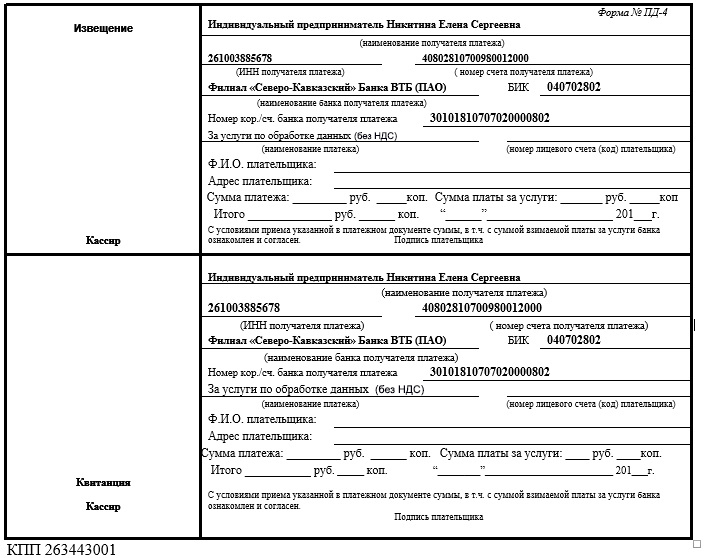 Форма № ПД-4
Извещение
Индивидуальный предприниматель Никитина Елена Сергеевна
(наименование получателя платежа)
261003885678 40802810700980012000
(ИНН получателя платежа) ( номер счета получателя платежа)
Филиал «Северо-Кавказский» Банка ВТБ (ПАО) БИК 040702802
(наименование банка получателя платежа)
Номер кор./сч. банка получателя платежа 30101810707020000802
За услуги по обработке данных (без НДС)
(наименование платежа) (номер лицевого счета (код) плательщика)
Ф.И.О. плательщика:
Адрес плательщика:
Сумма платежа: __________ руб. _____коп. Сумма платы за услуги: _______ руб. _____коп
Итого ______________ руб. ______ коп. “______”_____________________ 201___г.
С условиями приема указанной в платежном документе суммы, в т.ч. с суммой взимаемой платы за услуги банка
ознакомлен и согласен. Подпись плательщика
Кассир
Индивидуальный предприниматель Никитина Елена Сергеевна
(наименование получателя платежа)
261003885678 40802810700980012000
(ИНН получателя платежа) ( номер счета получателя платежа)
Филиал «Северо-Кавказский» Банка ВТБ (ПАО) БИК 040702802
(наименование банка получателя платежа)
Номер кор./сч. банка получателя платежа 30101810707020000802
За услуги по обработке данных (без НДС)
(наименование платежа) (номер лицевого счета (код) плательщика)
Ф.И.О. плательщика:
Адрес плательщика:
Сумма платежа: _________ руб. ______ коп. Сумма платы за услуги: ____ руб. ____коп.
Итого ___________ руб. ____ коп. “_______”___________________ 201___г.
Квитанция
С условиями приема указанной в платежном документе суммы, в т.ч. с суммой взимаемой платы за услуги банка
ознакомлен и согласен.
Кассир
Подпись плательщика
КПП 263443001